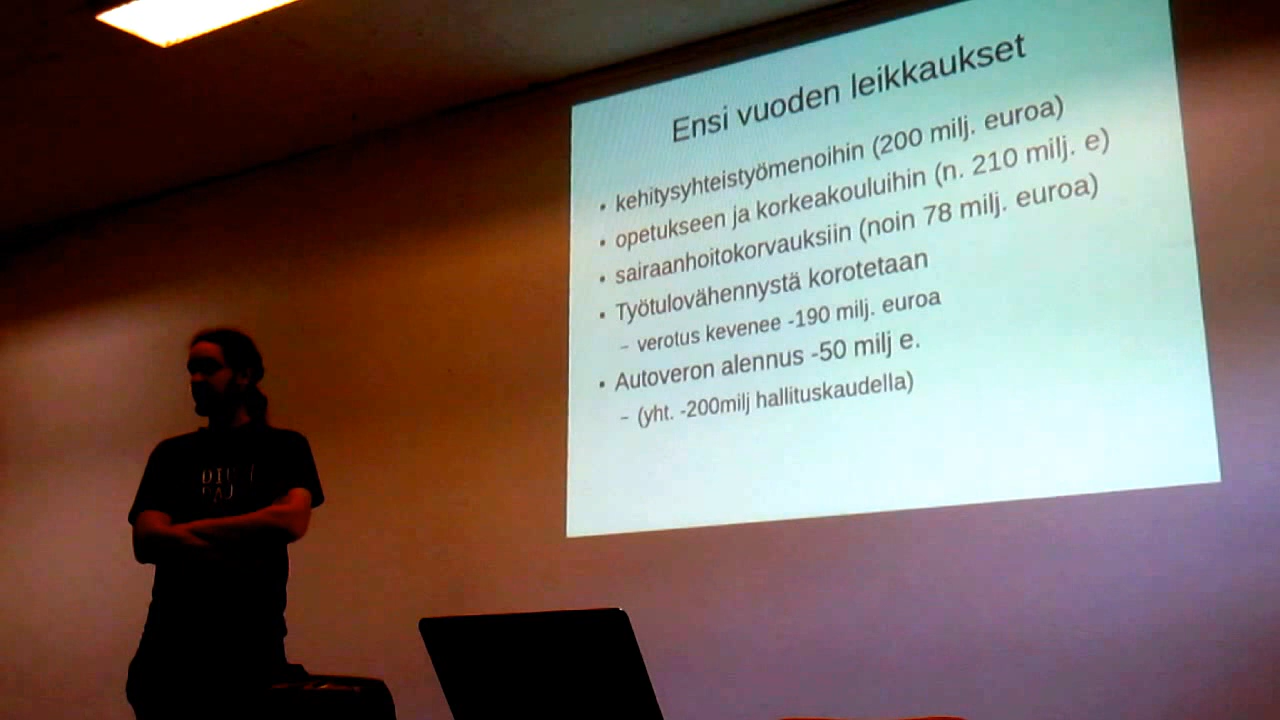 Ensi vuoden leikkaukset
• kehitysyhteistyömenoihin (200 milj. euroa)
• opetukseen ja korkeakouluihin (n. 210 milj. e)
• sairaanhoitokorvauksiin (noin 78 milj. euroa)
• Työtulovähennystä korotetaan
– verotus kevenee -190 milj. euroa
• Autoveron alennus -50 milj e.
– (yht. -200milj hallituskaudella)